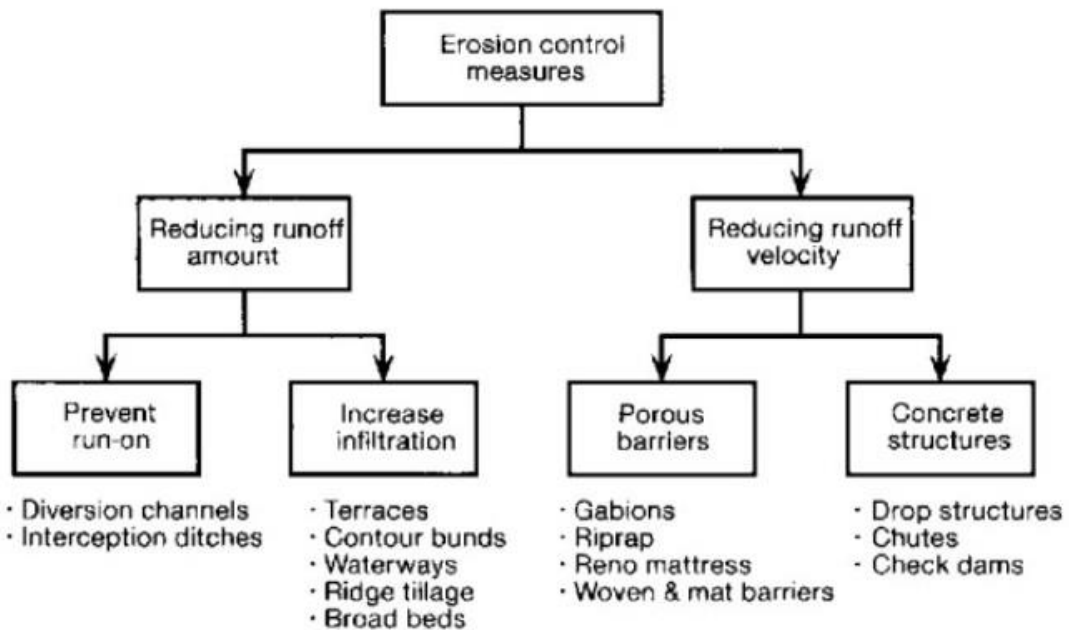 Erosion control
measures
Reducing runoff
amount
Reducing runoff
velocity
Prevent
run-on
Increase
infiltration
Porous
barriers
Concrete
structures
· Diversion channels
· Interception ditches
· Terraces
· Contour bunds
· Waterways
· Ridge tillage
· Broad beds
· Gabions
· Riprap
· Reno mattress
· Woven & mat barriers
· Drop structures
· Chutes
· Check dams